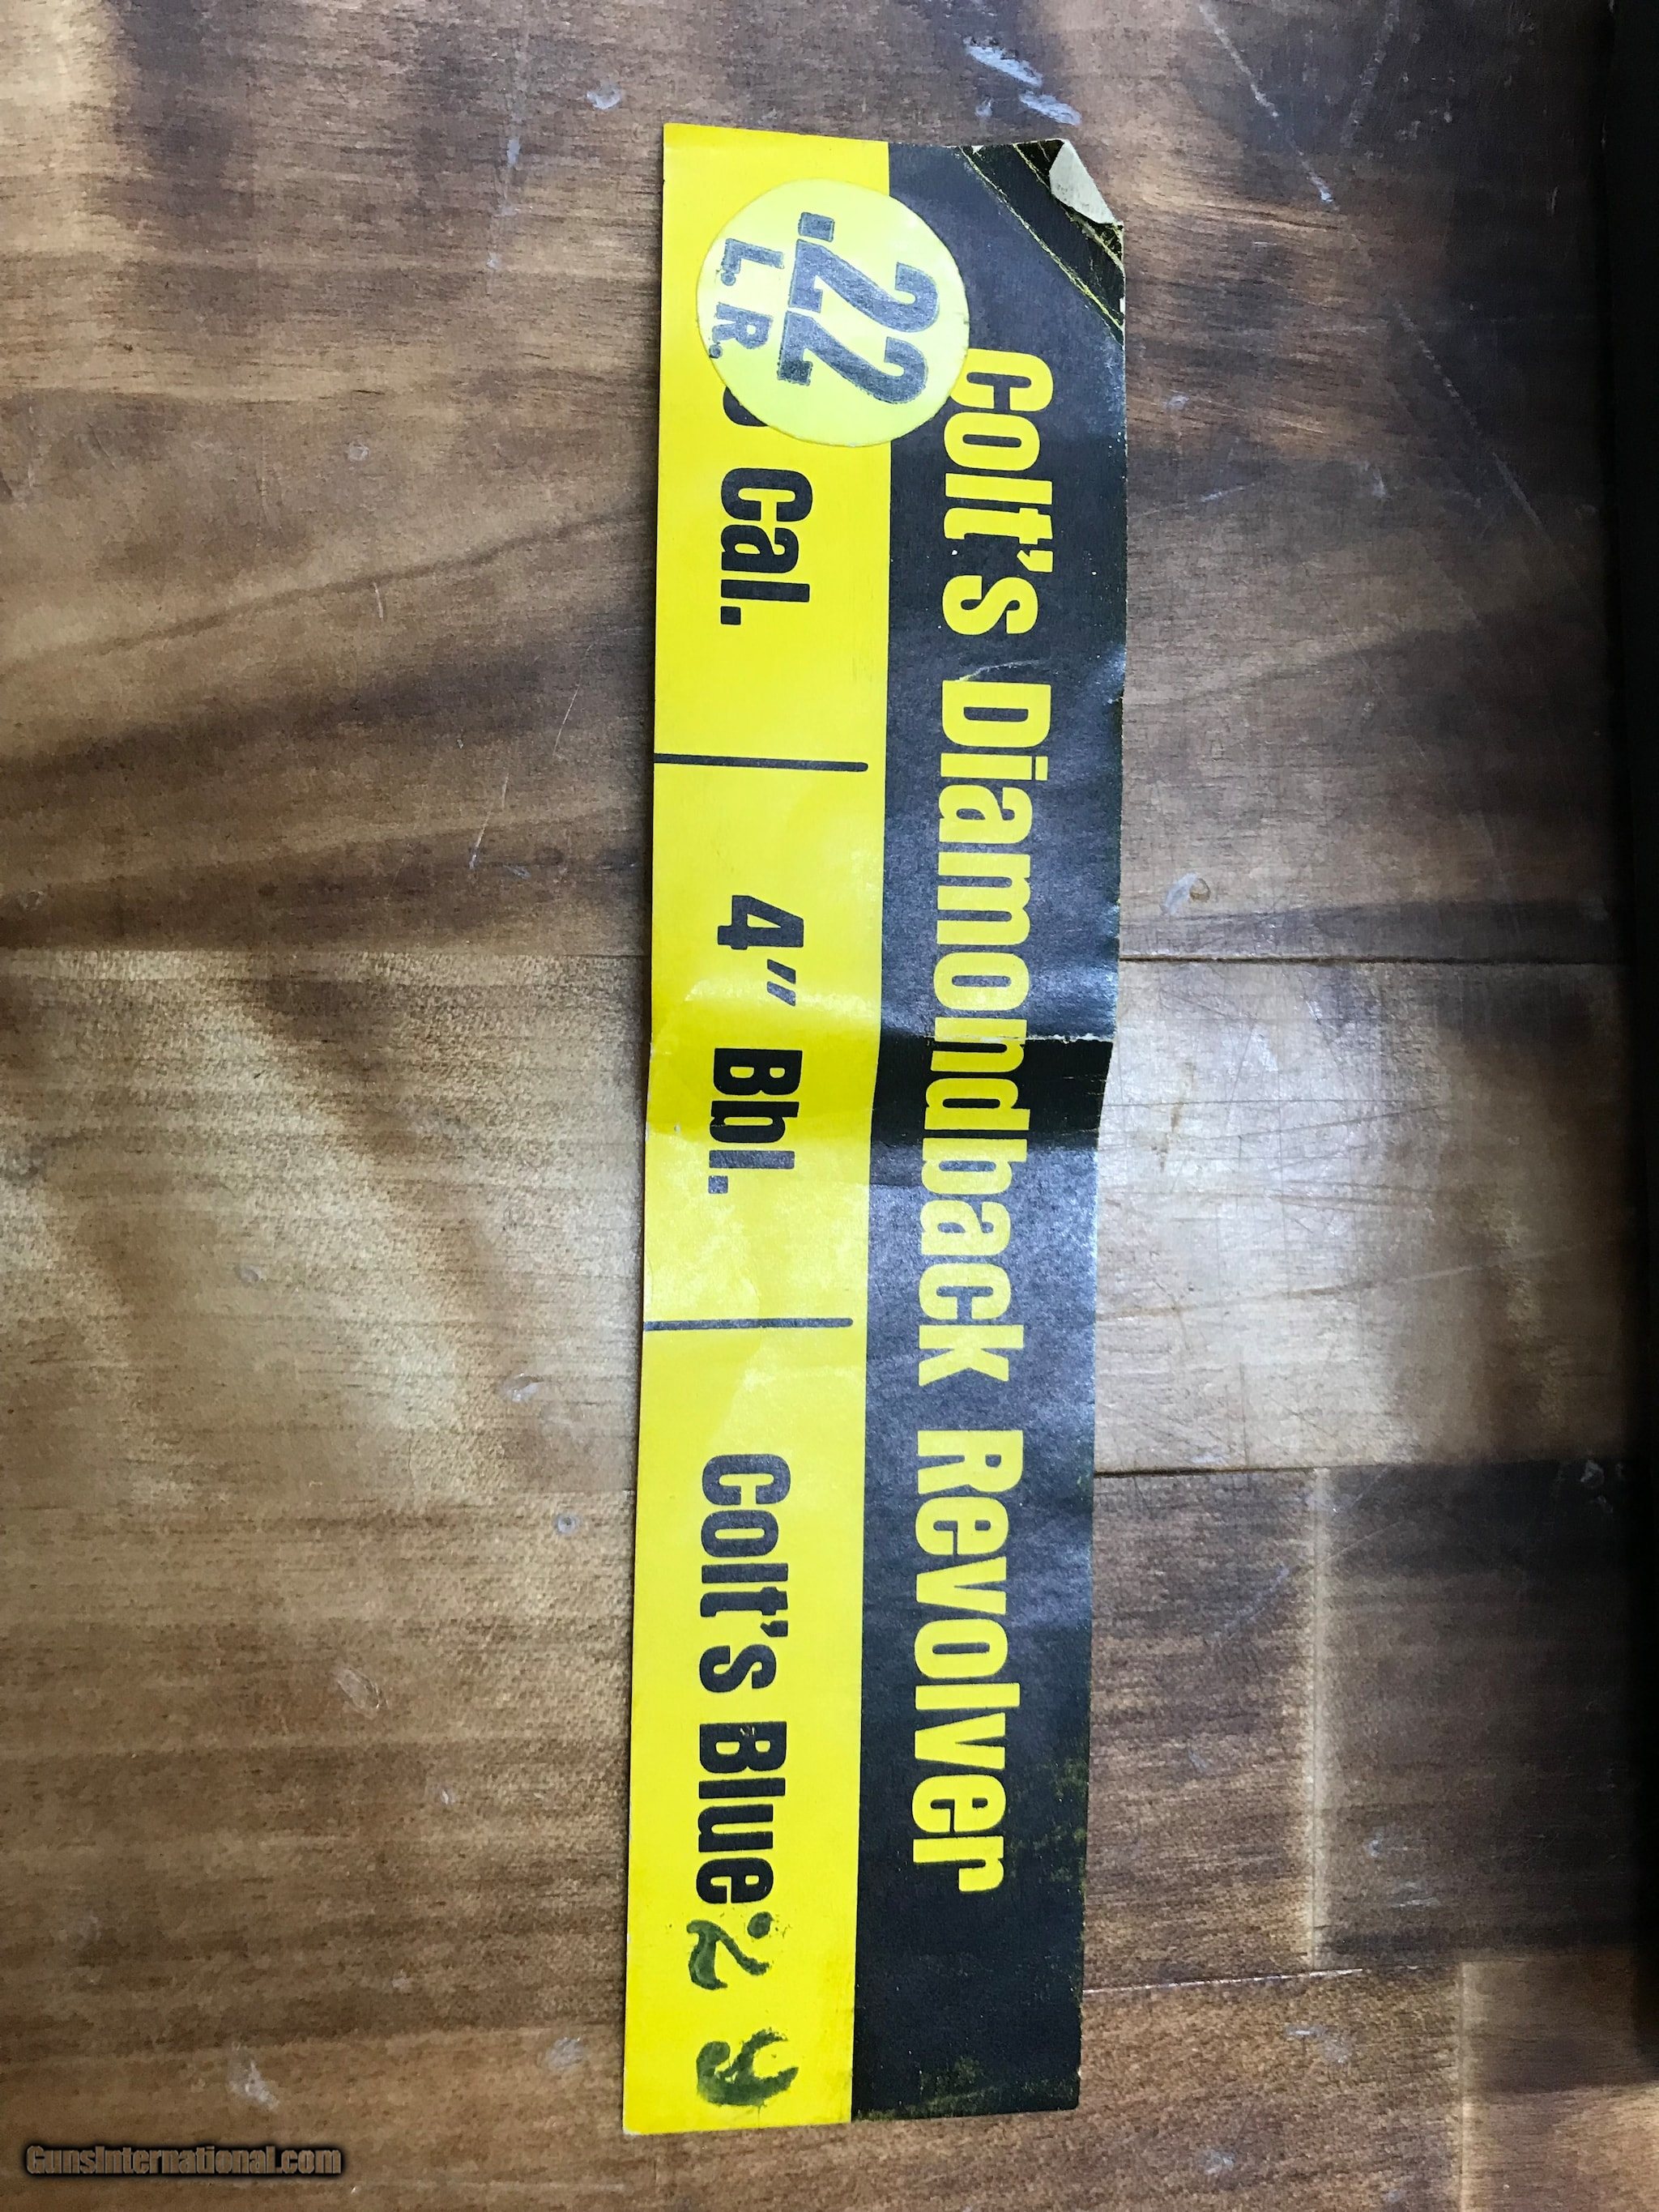 Colt's Diamondback Revolver
.22
L.R.
Cal.
4" Bbl.
Colt's Blue
GunsInternational.com